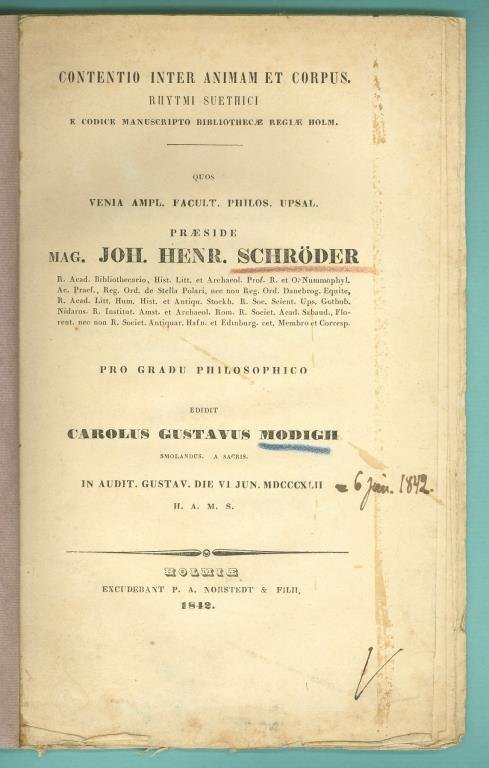 CONTENTIO INTER ANIMAM ET CORPUS.
RHYTMI SUETHICI
E CODICE MANUSCRIPTO BIBLIOTHECÆ REGIÆ HOLM.
QUOS
VENIA AMPL. FACULT. PHILOS. UPSAL.
PRÆSIDE
MAG. JOH. HENR. SCHRÖDER
R. Acad. Bibliothecario, Hist. Litt. et Archaeol. Prof. R. et O. Nummophyl.
Ac. Praef., Reg. Ord. de Stella Polari, nec non Reg. Ord. Danebrog. Equite,
R. Acad. Litt. Hum. Hist. et Antiqu. Stockh. R. Soc. Scient. Ups. Gothob.
Nidaros. R. Institut. Amst. et Archaeol. Rom. R. Societ. Acad. Sabaud., Flo-
rent. nec non R. Societ. Antiquar. Hafn. et Edinburg. cet. Membro et Corresp.
PRO GRADU PHILOSOPHICO
EDIDIT
CAROLUS GUSTAVUS MODIGH
SMOLANDUS. A SACRIS.
IN AUDIT. GUSTAV. DIE VI JUN. MDCCCXLII = 6 jun. 1842.
H. A. M. S.
HOLMIÆ
EXCUDEBANT P. A. NORSTEDT & FILII,
1842.